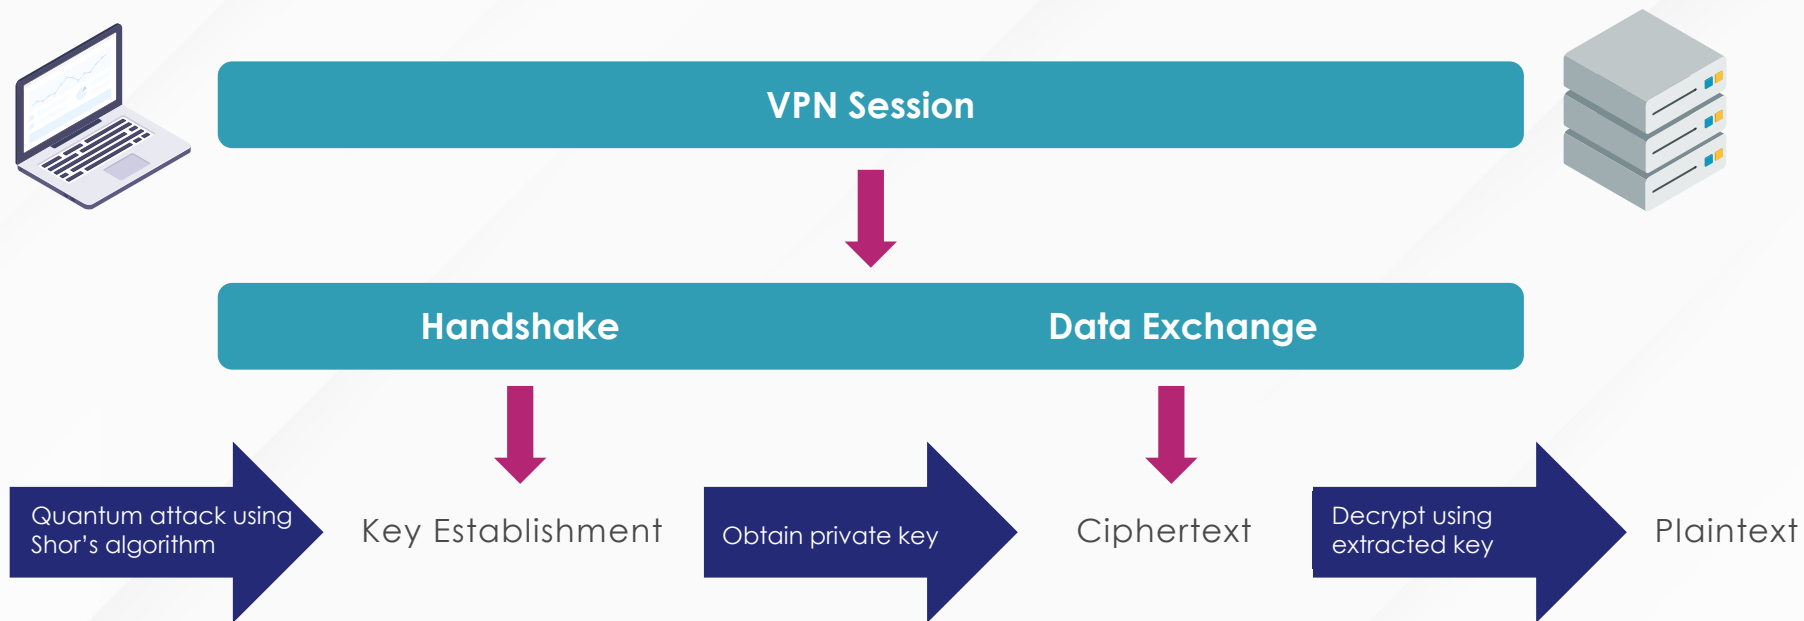 VPN Session
Handshake
Data Exchange
Quantum attack using
Shor's algorithm
Key Establishment
Obtain private key
Ciphertext
Decrypt using
extracted key
Plaintext